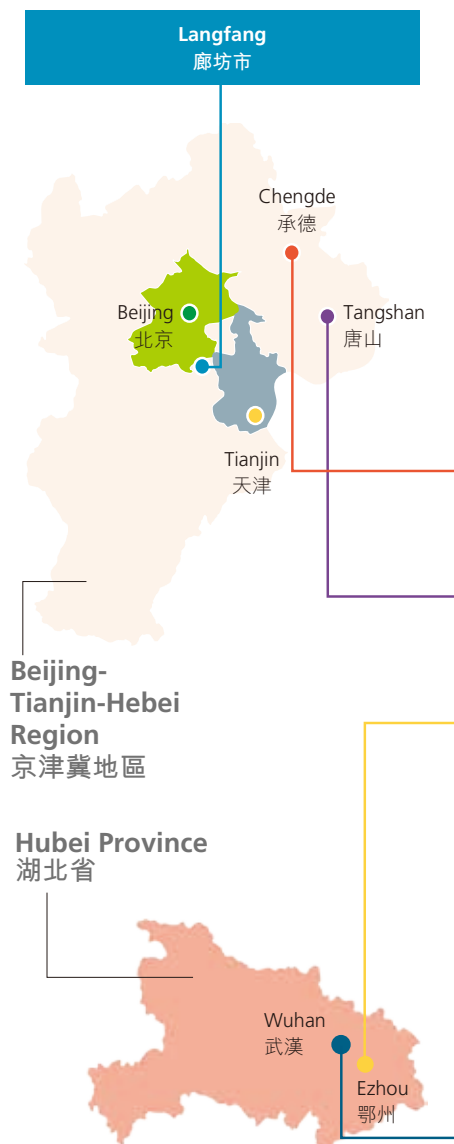 Langfang
廊坊市
Chengde
承德
Beijing
北京
Tangshan
唐山
Tianjin
天津
Beijing-
Tianjin-Hebei
Region
京津冀地區
Hubei Province
湖北省
Wuhan
武漢
Ezhou
鄂州